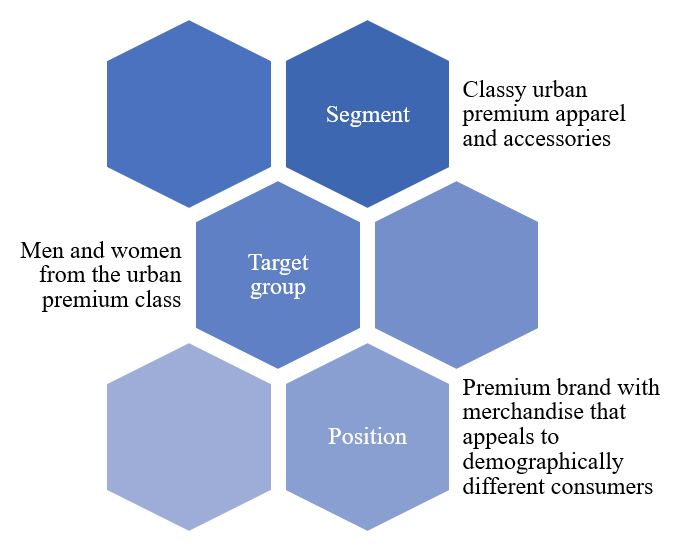 Segment
Classy urban
premium apparel
and accessories
Men and women
from the urban
premium class
Target
group
Position
Premium brand with
merchandise that
appeals to
demographically
different consumers